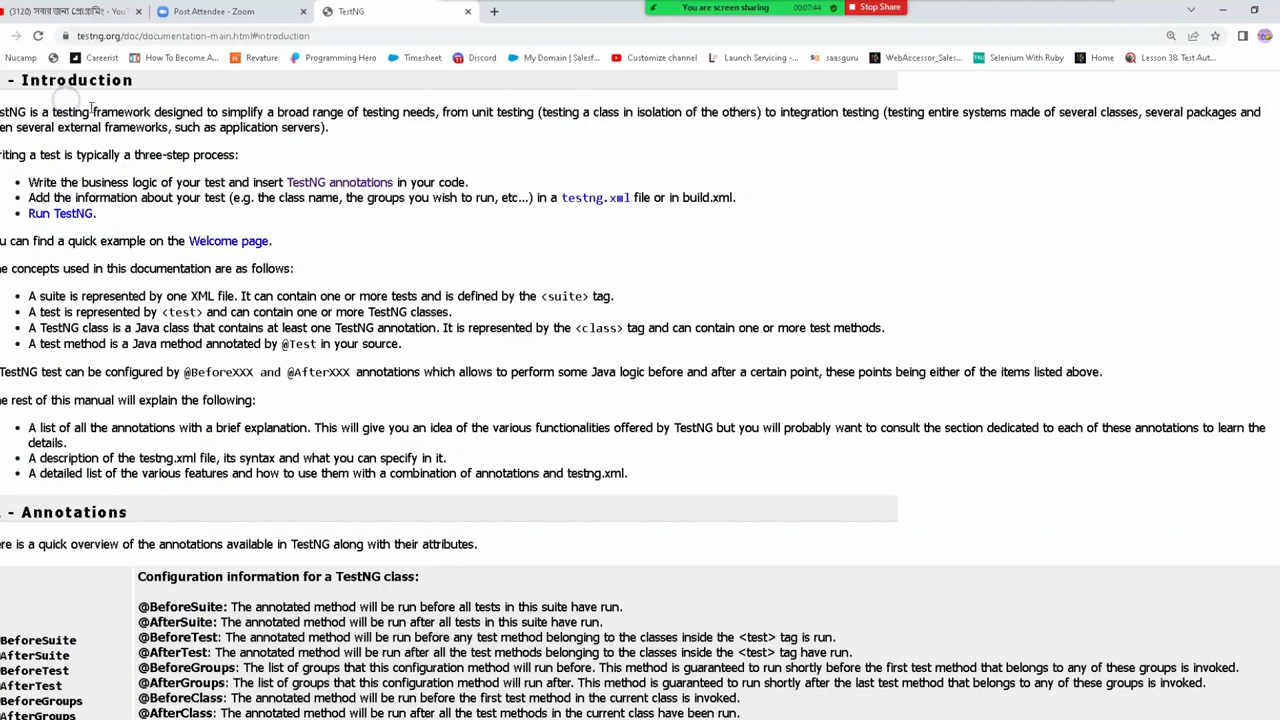 (3120) সবার জন্য প্রোগ্রামিং - You
Post Attendee - Zoom
TestNG
You are screen sharing
00:07:44
Stop Share
testng.org/doc/documentation-main.html#introduction
Nucamp
Careerist
How To Become A...
Revature
Programming Hero
Timesheet
Discord
My Domain | Salesf...
Customize channel
Launch Servicing -...
saasguru
WebAccessor_Sales...
Selenium With Ruby
Home
Lesson 38. Test Aut...
- Introduction
stNG is a testing framework designed to simplify a broad range of testing needs, from unit testing (testing a class in isolation of the others) to integration testing (testing entire systems made of several classes, several packages and
en several external frameworks, such as application servers).
riting a test is typically a three-step process:
• Write the business logic of your test and insert TestNG annotations in your code.
• Add the information about your test (e.g. the class name, the groups you wish to run, etc...) in a testng.xml file or in build.xml.
• Run TestNG.
u can find a quick example on the Welcome page.
e concepts used in this documentation are as follows:
• A suite is represented by one XML file. It can contain one or more tests and is defined by the <suite> tag.
• A test is represented by <test> and can contain one or more TestNG classes.
• A TestNG class is a Java class that contains at least one TestNG annotation. It is represented by the <class> tag and can contain one or more test methods.
• A test method is a Java method annotated by @Test in your source.
TestNG test can be configured by @BeforeXXX and @AfterXXX annotations which allows to perform some Java logic before and after a certain point, these points being either of the items listed above.
e rest of this manual will explain the following:
• A list of all the annotations with a brief explanation. This will give you an idea of the various functionalities offered by TestNG but you will probably want to consult the section dedicated to each of these annotations to learn the
details.
• A description of the testng.xml file, its syntax and what you can specify in it.
• A detailed list of the various features and how to use them with a combination of annotations and testng.xml.
- Annotations
ere is a quick overview of the annotations available in TestNG along with their attributes.
Configuration information for a TestNG class:
@BeforeSuite: The annotated method will be run before all tests in this suite have run.
@AfterSuite: The annotated method will be run after all tests in this suite have run.
@BeforeTest: The annotated method will be run before any test method belonging to the classes inside the <test> tag is run.
@AfterTest: The annotated method will be run after all the test methods belonging to the classes inside the <test> tag have run.
@BeforeGroups: The list of groups that this configuration method will run before. This method is guaranteed to run shortly before the first test method that belongs to any of these groups is invoked.
@AfterGroups: The list of groups that this configuration method will run after. This method is guaranteed to run shortly after the last test method that belongs to any of these groups is invoked.
@BeforeClass: The annotated method will be run before the first test method in the current class is invoked.
@AfterClass: The annotated method will be run after all the test methods in the current class have been run.
BeforeSuite
AfterSuite
BeforeTest
AfterTest
BeforeGroups
AfterGroups